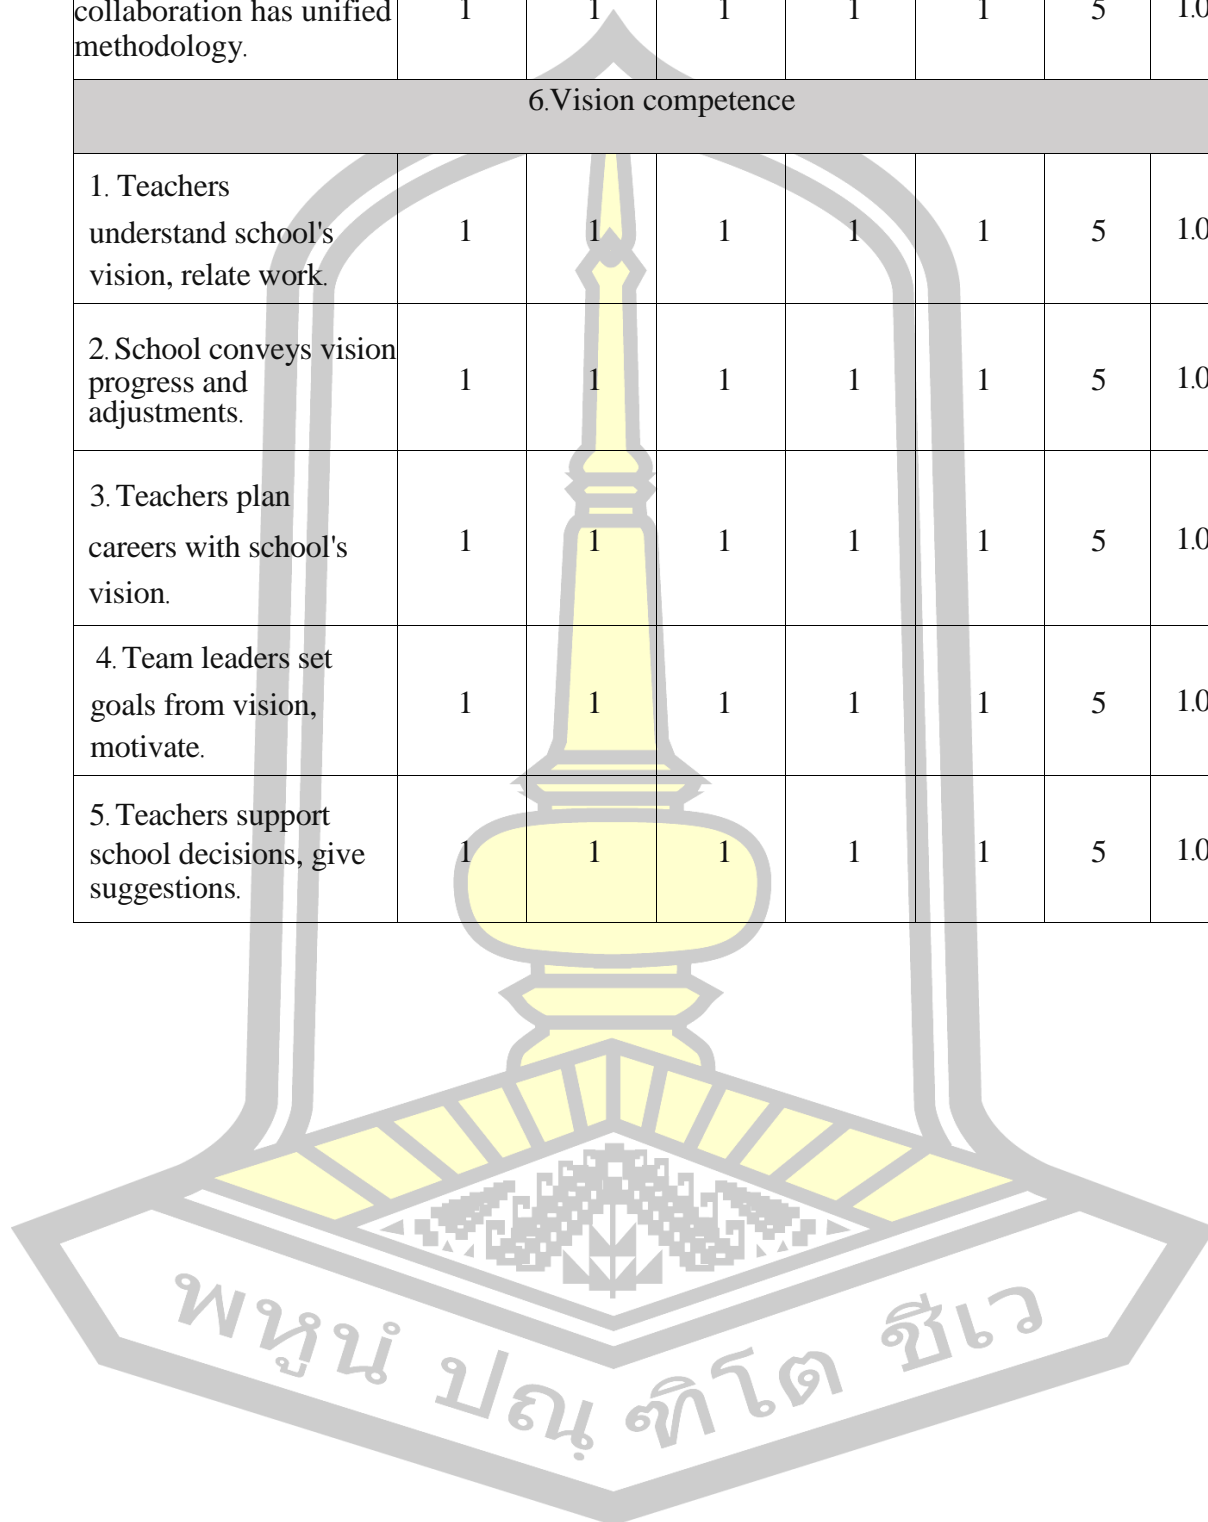 collaboration has unified 1 1 1 1 1 5 1.0
methodology.
6.Vision competence
1. Teachers
understand school's 1 1 1 1 1 5 1.0
vision, relate work.
2. School conveys vision
progress and 1 1 1 1 1 5 1.0
adjustments.
3. Teachers plan
careers with school's 1 1 1 1 1 5 1.0
vision.
4. Team leaders set
goals from vision, 1 1 1 1 1 5 1.0
motivate.
5. Teachers support
school decisions, give 1 1 1 1 1 5 1.0
suggestions.
พหูนํ ปณฺฑิโต ชีเว